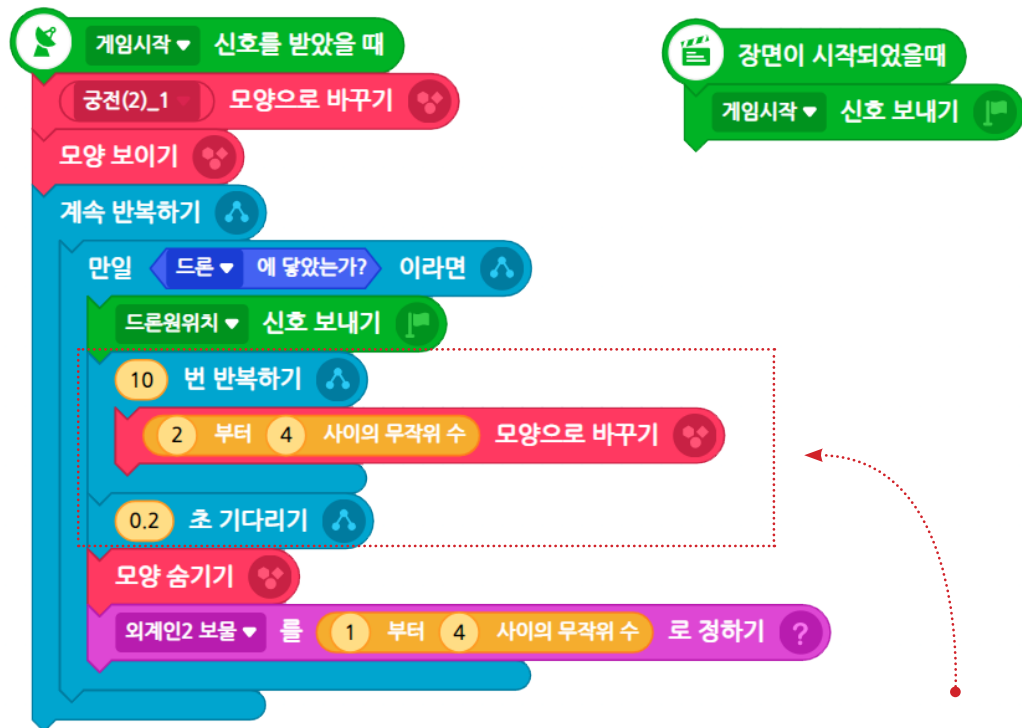 게임시작 신호를 받았을 때
궁전(2)_1 모양으로 바꾸기
모양 보이기
계속 반복하기
만일 드론 에 닿았는가? 이라면
드론원위치 신호 보내기
10 번 반복하기
2 부터 4 사이의 무작위 수 모양으로 바꾸기
0.2 초 기다리기
모양 숨기기
외계인2 보물 를 1 부터 4 사이의 무작위 수 로 정하기 ?
장면이 시작되었을때
게임시작 신호 보내기